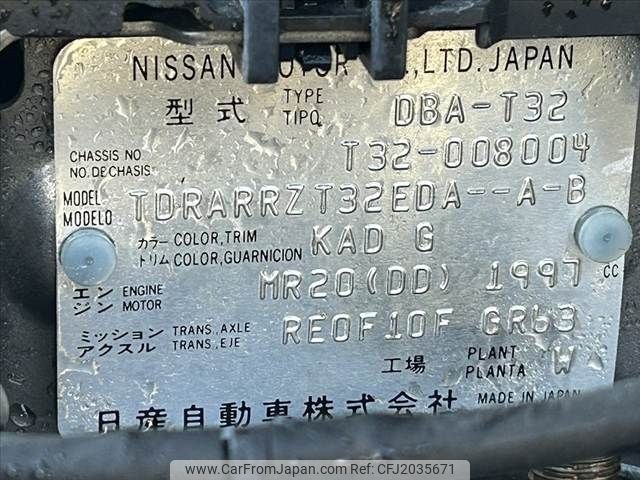 NISSAN MOTOR CO.,LTD. JAPAN
型式 TYPE TIPO DBA-T32
CHASSIS NO T32-008004
NO. DE CHASIS
MODEL TDRARRZT32EDA--A-B
MODELO
カラー COLOR, TRIM KAD G
トリム COLOR, GUARNICION
エンジン ENGINE MOTOR MR20(DD) 1997 CC
ミッション TRANS. AXLE RE0F10F GR63
アクスル TRANS. EJE
工場 PLANT PLANTA W
日産自動車株式会社 MADE IN JAPAN
www.CarFromJapan.com | CFJ2035671